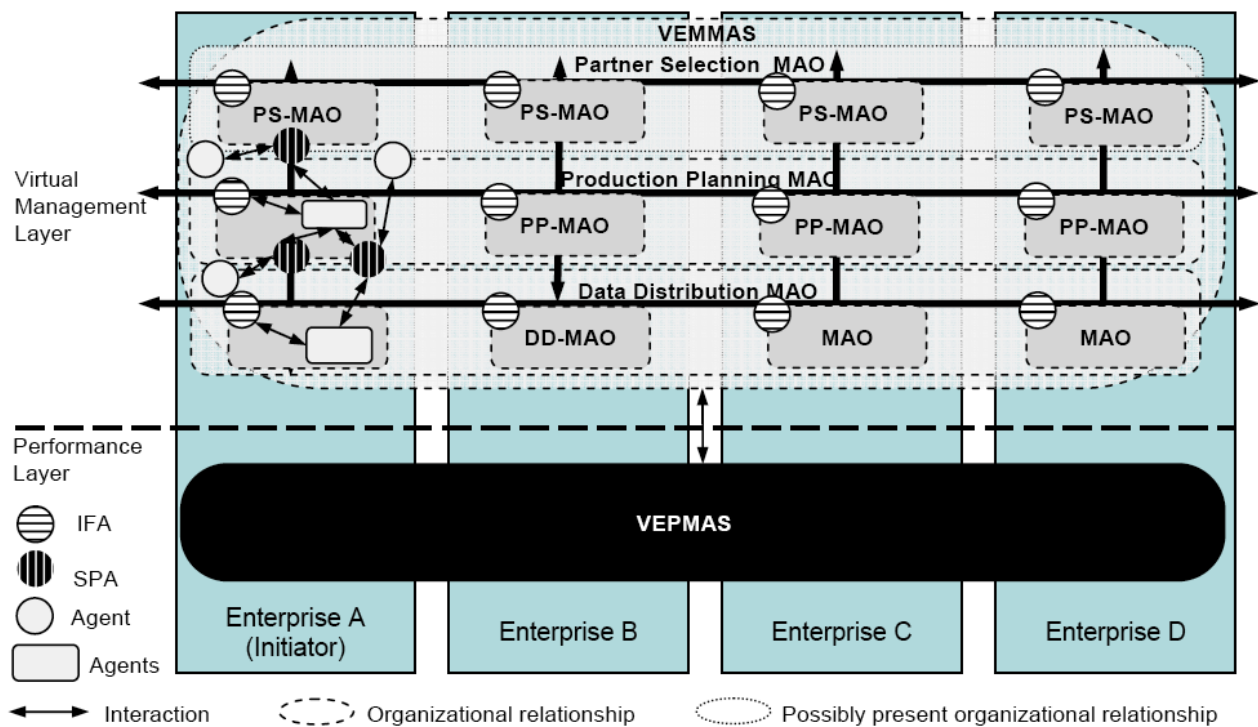 VEMMAS
Partner Selection MAO
PS-MAO
PS-MAO
PS-MAO
PS-MAO
Virtual
Management
Layer
Production Planning MAO
PP-MAO
PP-MAO
PP-MAO
Data Distribution MAO
DD-MAO
MAO
MAO
Performance
Layer
VEPMAS
IFA
SPA
Agent
Agents
Enterprise A
(Initiator)
Enterprise B
Enterprise C
Enterprise D
Interaction
Organizational relationship
Possibly present organizational relationship